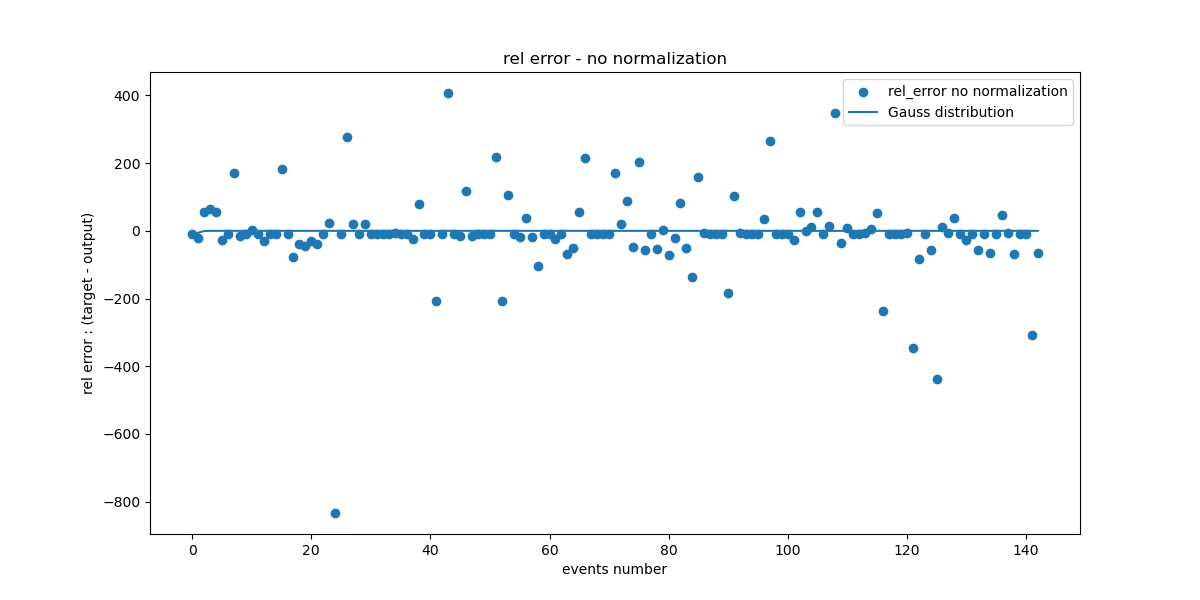 rel error - no normalization
rel_error no normalization
Gauss distribution
400
200
0
−200
−400
−600
−800
rel error : (target - output)
0 20 40 60 80 100 120 140
events number